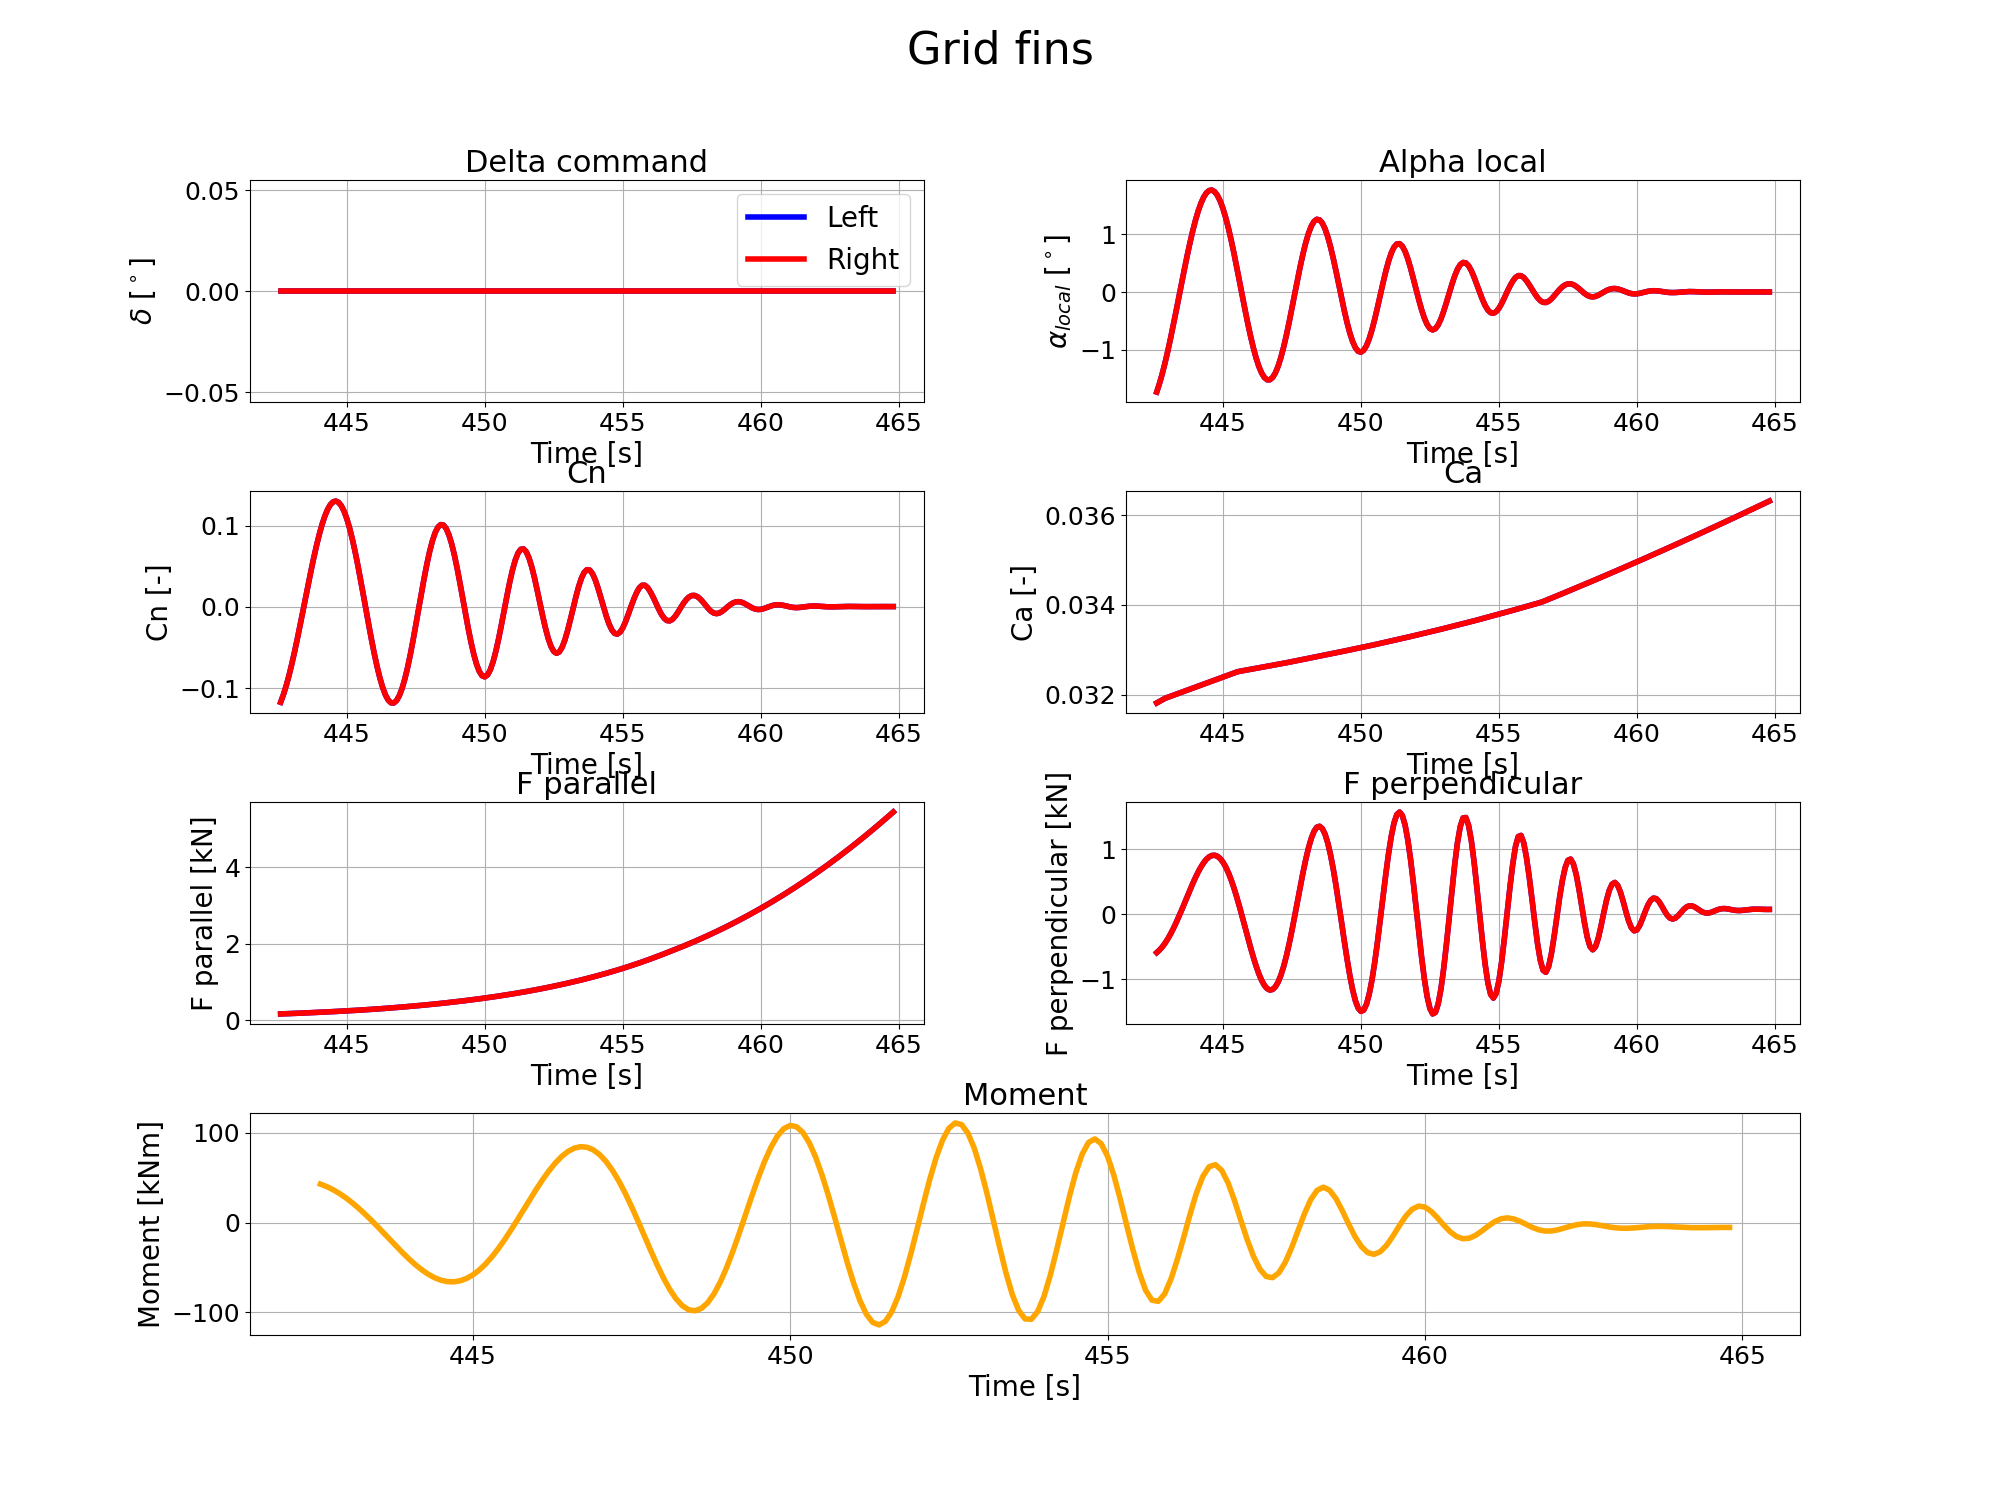 Grid fins
Delta command
δ [°]
0.05
0.00
−0.05
Left
Right
445 450 455 460 465
Time [s]
Alpha local
α_local [°]
1
0
−1
445 450 455 460 465
Time [s]
Cn
Cn [-]
0.1
0.0
−0.1
445 450 455 460 465
Time [s]
Ca
Ca [-]
0.036
0.034
0.032
445 450 455 460 465
Time [s]
F parallel
F parallel [kN]
4
2
0
445 450 455 460 465
Time [s]
F perpendicular
F perpendicular [kN]
1
0
−1
445 450 455 460 465
Time [s]
Moment
Moment [kNm]
100
0
−100
445 450 455 460 465
Time [s]